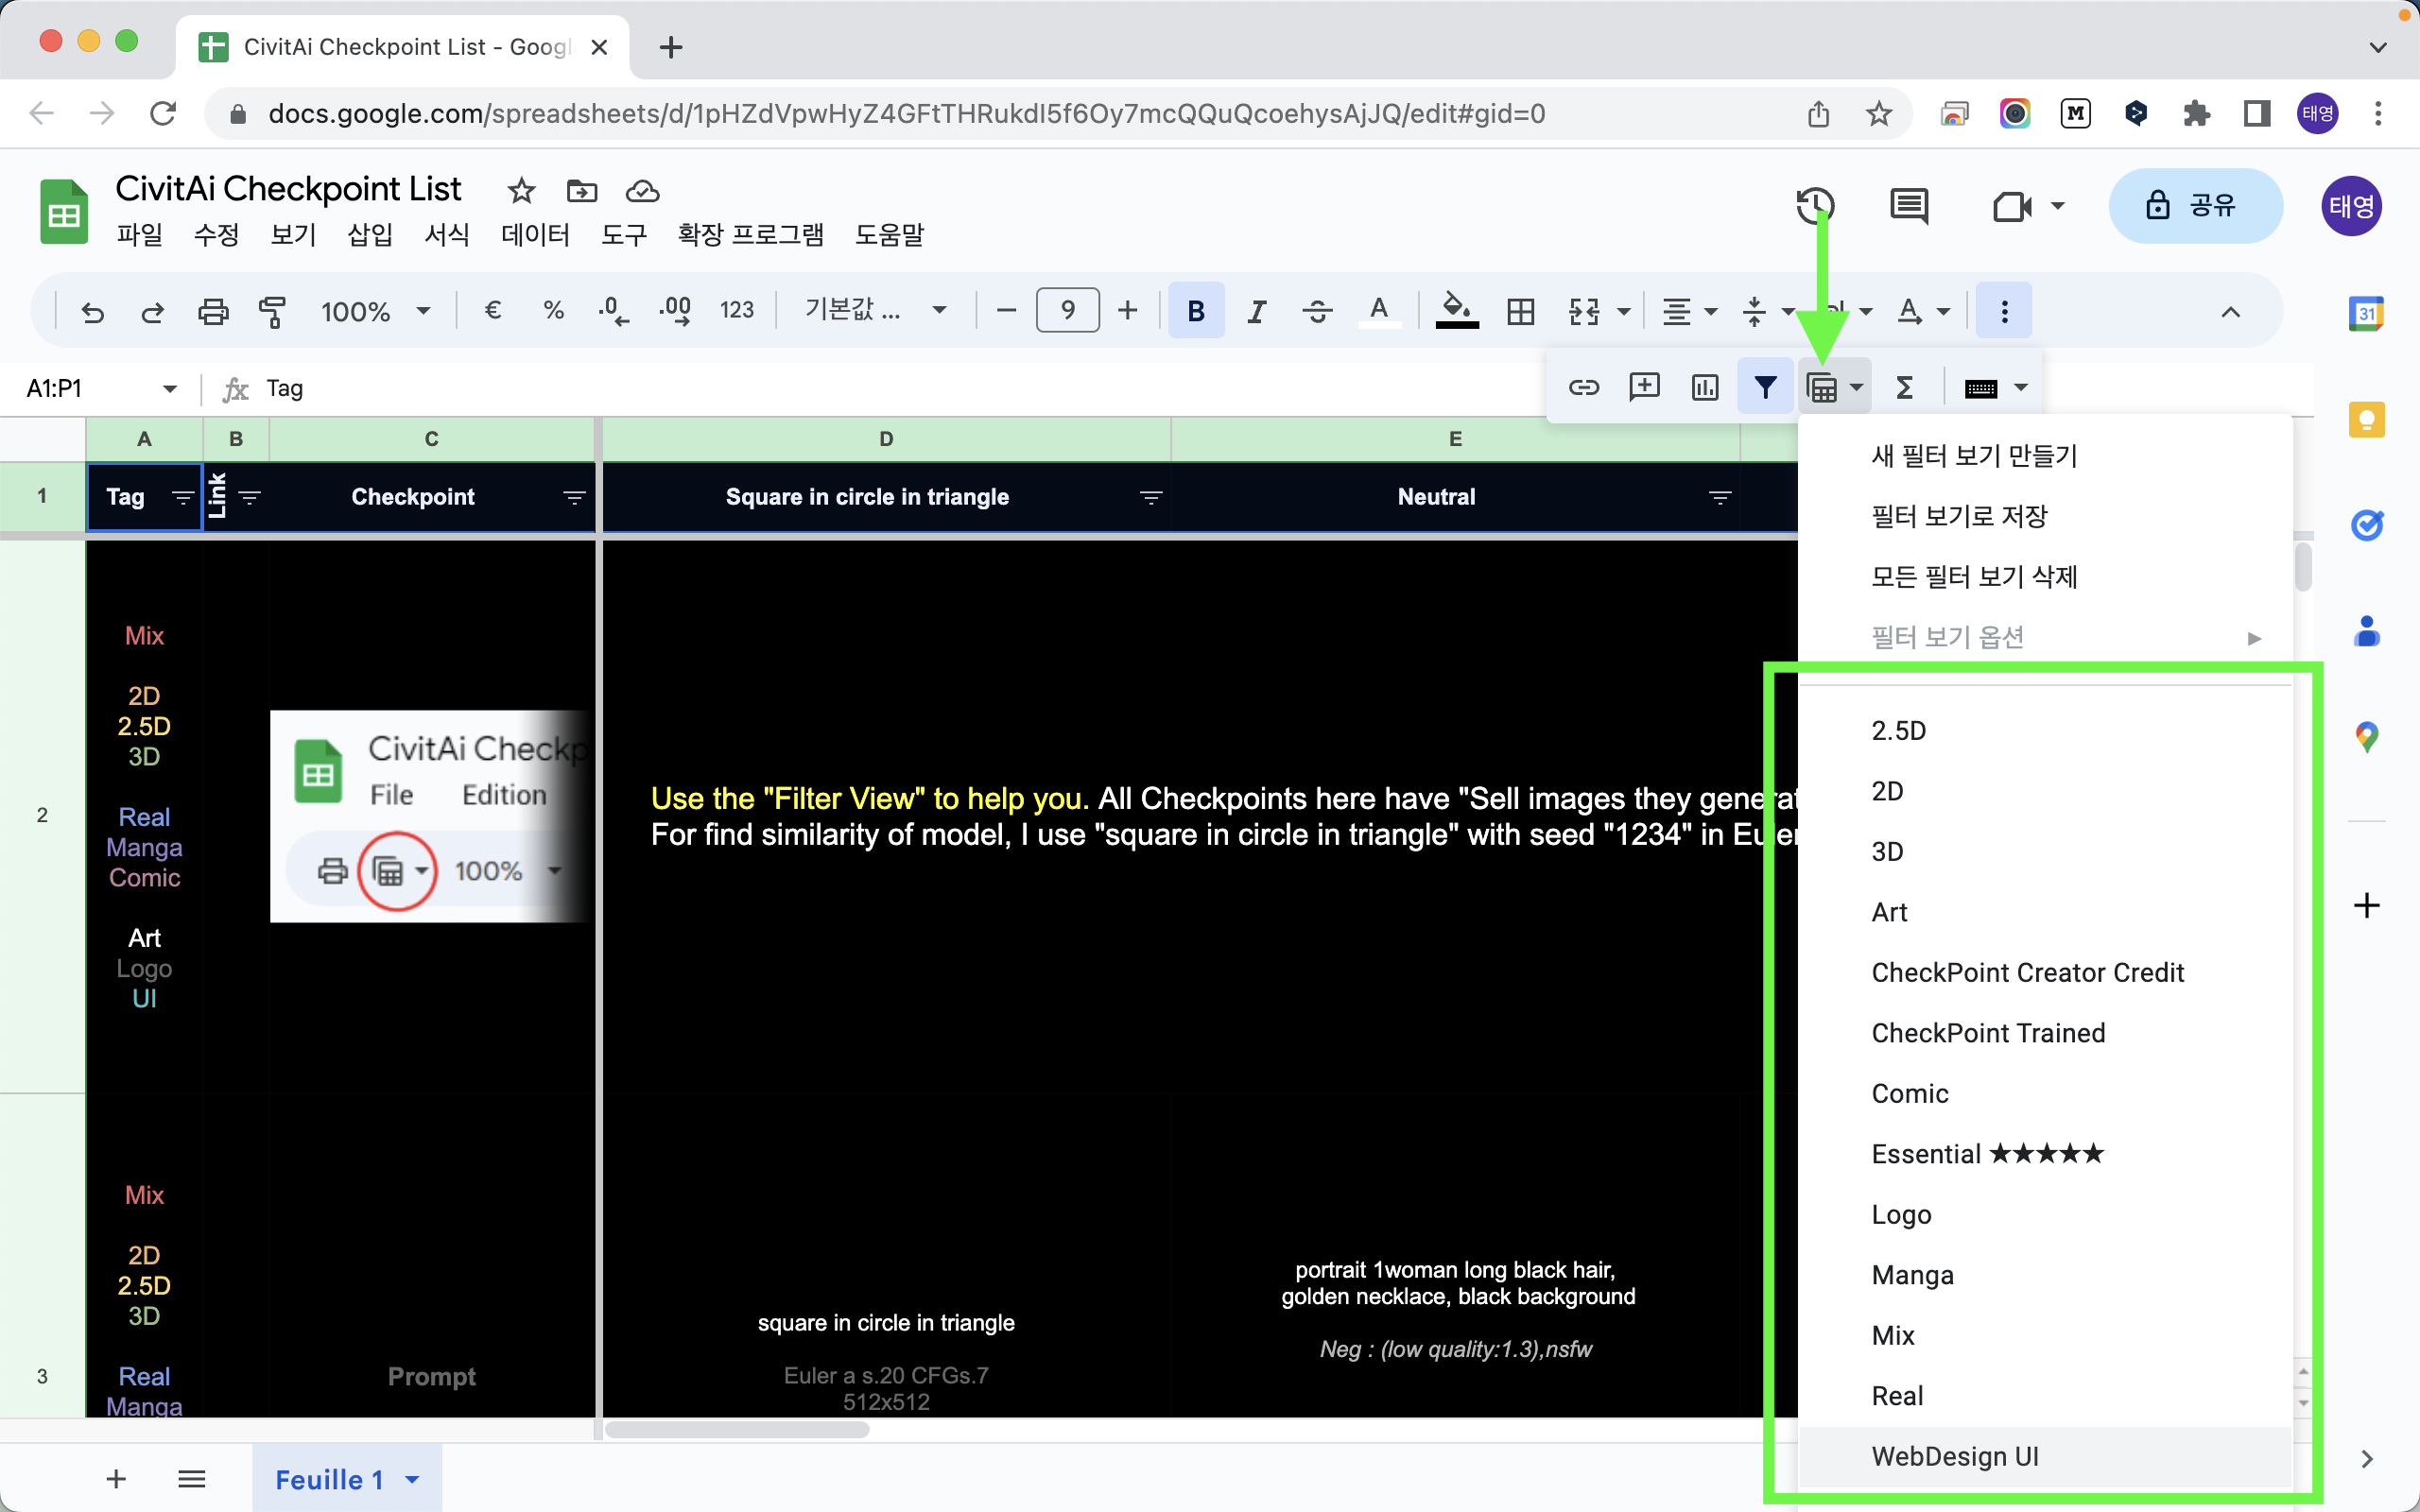 CivitAi Checkpoint List - Googl
docs.google.com/spreadsheets/d/1pHZdVpwHyZ4GFtTHRukdI5f6Oy7mcQQuQcoehysAjJQ/edit#gid=0
태영
CivitAi Checkpoint List
파일 수정 보기 삽입 서식 데이터 도구 확장 프로그램 도움말
공유
태영
100% € % .0 .00 123 기본값 ... 9 B I A
31
A1:P1 fx Tag
A B C D E
1 Tag Link Checkpoint Square in circle in triangle Neutral
새 필터 보기 만들기
필터 보기로 저장
모든 필터 보기 삭제
필터 보기 옵션
2.5D
2D
3D
Art
CheckPoint Creator Credit
CheckPoint Trained
Comic
Essential ★★★★★
Logo
Manga
Mix
Real
WebDesign UI
2
Mix
2D
2.5D
3D
Real
Manga
Comic
Art
Logo
UI
CivitAi Checkp
File Edition
100%
Use the "Filter View" to help you. All Checkpoints here have "Sell images they generat
For find similarity of model, I use "square in circle in triangle" with seed "1234" in Euler
3
Mix
2D
2.5D
3D
Real
Manga
Prompt
square in circle in triangle
Euler a s.20 CFGs.7
512x512
portrait 1woman long black hair,
golden necklace, black background
Neg : (low quality:1.3),nsfw
Feuille 1